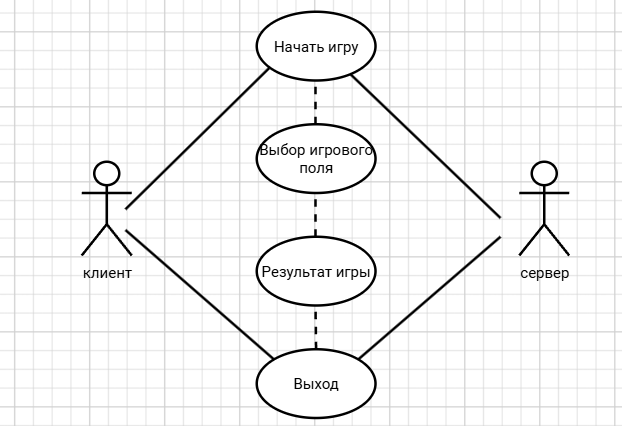 Начать игру
Выбор игрового
поля
клиент
сервер
Результат игры
Выход